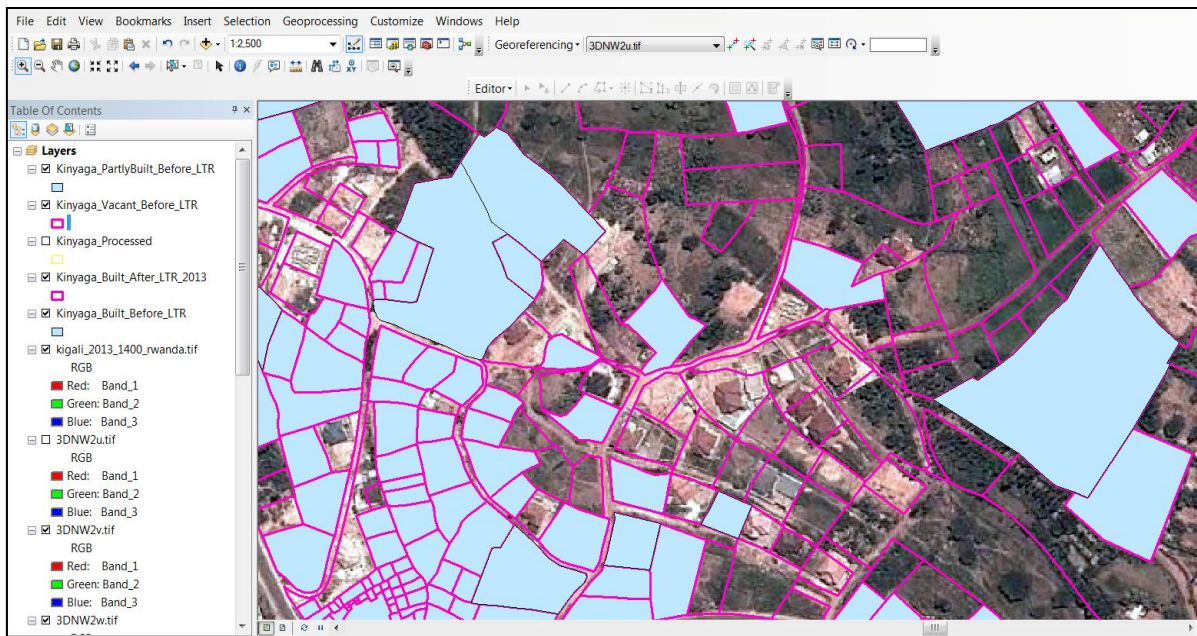 File Edit View Bookmarks Insert Selection Geoprocessing Customize Windows Help
1:2,500 Georeferencing 3DNW2u.tif
Editor
Table Of Contents
Layers
Kinyaga_PartlyBuilt_Before_LTR
Kinyaga_Vacant_Before_LTR
Kinyaga_Processed
Kinyaga_Built_After_LTR_2013
Kinyaga_Built_Before_LTR
kigali_2013_1400_rwanda.tif
RGB
Red: Band_1
Green: Band_2
Blue: Band_3
3DNW2u.tif
RGB
Red: Band_1
Green: Band_2
Blue: Band_3
3DNW2v.tif
RGB
Red: Band_1
Green: Band_2
Blue: Band_3
3DNW2w.tif